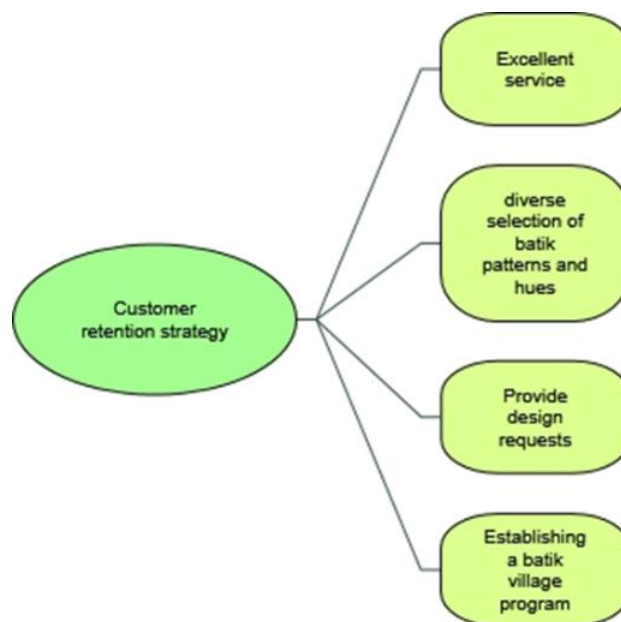 Excellent
service
diverse
selection of
batik
patterns and
hues
Customer
retention strategy
Provide
design
requests
Establishing
a batik
village
program